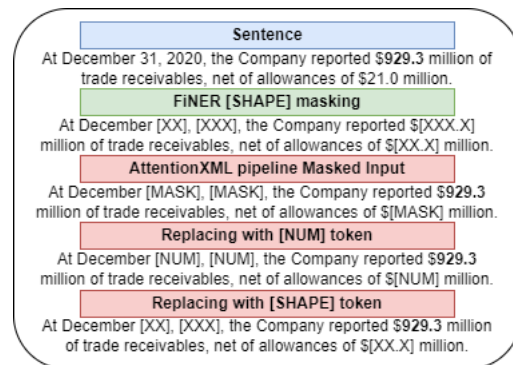 Sentence
At December 31, 2020, the Company reported $929.3 million of
trade receivables, net of allowances of $21.0 million.
FiNER [SHAPE] masking
At December [XX], [XXX], the Company reported $[XXX.X]
million of trade receivables, net of allowances of $[XX.X] million.
AttentionXML pipeline Masked Input
At December [MASK], [MASK], the Company reported $929.3
million of trade receivables, net of allowances of $[MASK] million.
Replacing with [NUM] token
At December [NUM], [NUM], the Company reported $929.3
million of trade receivables, net of allowances of $[NUM] million.
Replacing with [SHAPE] token
At December [XX], [XXX], the Company reported $929.3 million
of trade receivables, net of allowances of $[XX.X] million.